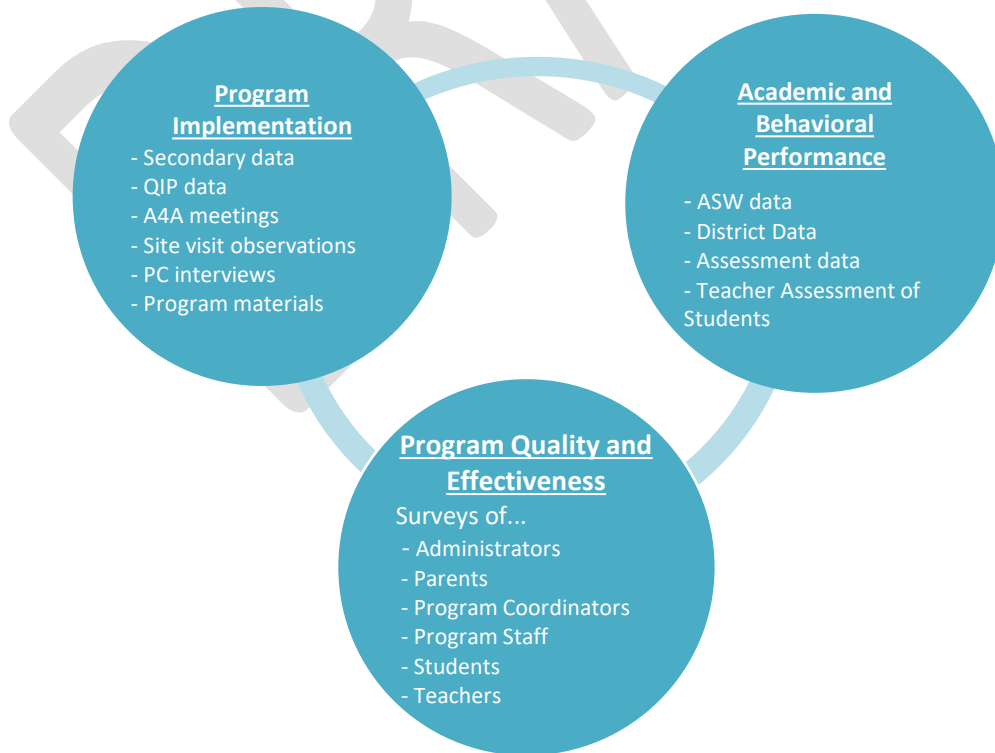 Program
Implementation
- Secondary data
- QIP data
- A4A meetings
- Site visit observations
- PC interviews
- Program materials
Academic and
Behavioral
Performance
- ASW data
- District Data
- Assessment data
- Teacher Assessment of
Students
Program Quality and
Effectiveness
Surveys of...
- Administrators
- Parents
- Program Coordinators
- Program Staff
- Students
- Teachers